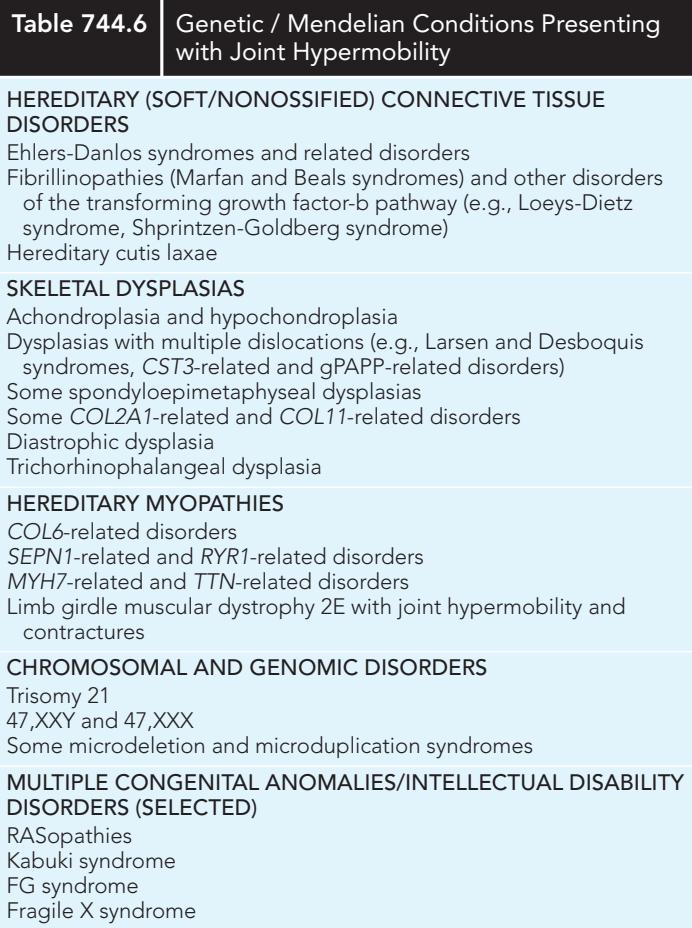 Table 744.6
Genetic / Mendelian Conditions Presenting
with Joint Hypermobility
HEREDITARY (SOFT/NONOSSIFIED) CONNECTIVE TISSUE
DISORDERS
Ehlers-Danlos syndromes and related disorders
Fibrillinopathies (Marfan and Beals syndromes) and other disorders
of the transforming growth factor-b pathway (e.g., Loeys-Dietz
syndrome, Shprintzen-Goldberg syndrome)
Hereditary cutis laxae
SKELETAL DYSPLASIAS
Achondroplasia and hypochondroplasia
Dysplasias with multiple dislocations (e.g., Larsen and Desboquis
syndromes, CST3-related and gPAPP-related disorders)
Some spondyloepimetaphyseal dysplasias
Some COL2A1-related and COL11-related disorders
Diastrophic dysplasia
Trichorhinophalangeal dysplasia
HEREDITARY MYOPATHIES
COL6-related disorders
SEPN1-related and RYR1-related disorders
MYH7-related and TTN-related disorders
Limb girdle muscular dystrophy 2E with joint hypermobility and
contractures
CHROMOSOMAL AND GENOMIC DISORDERS
Trisomy 21
47,XXY and 47,XXX
Some microdeletion and microduplication syndromes
MULTIPLE CONGENITAL ANOMALIES/INTELLECTUAL DISABILITY
DISORDERS (SELECTED)
RASopathies
Kabuki syndrome
FG syndrome
Fragile X syndrome